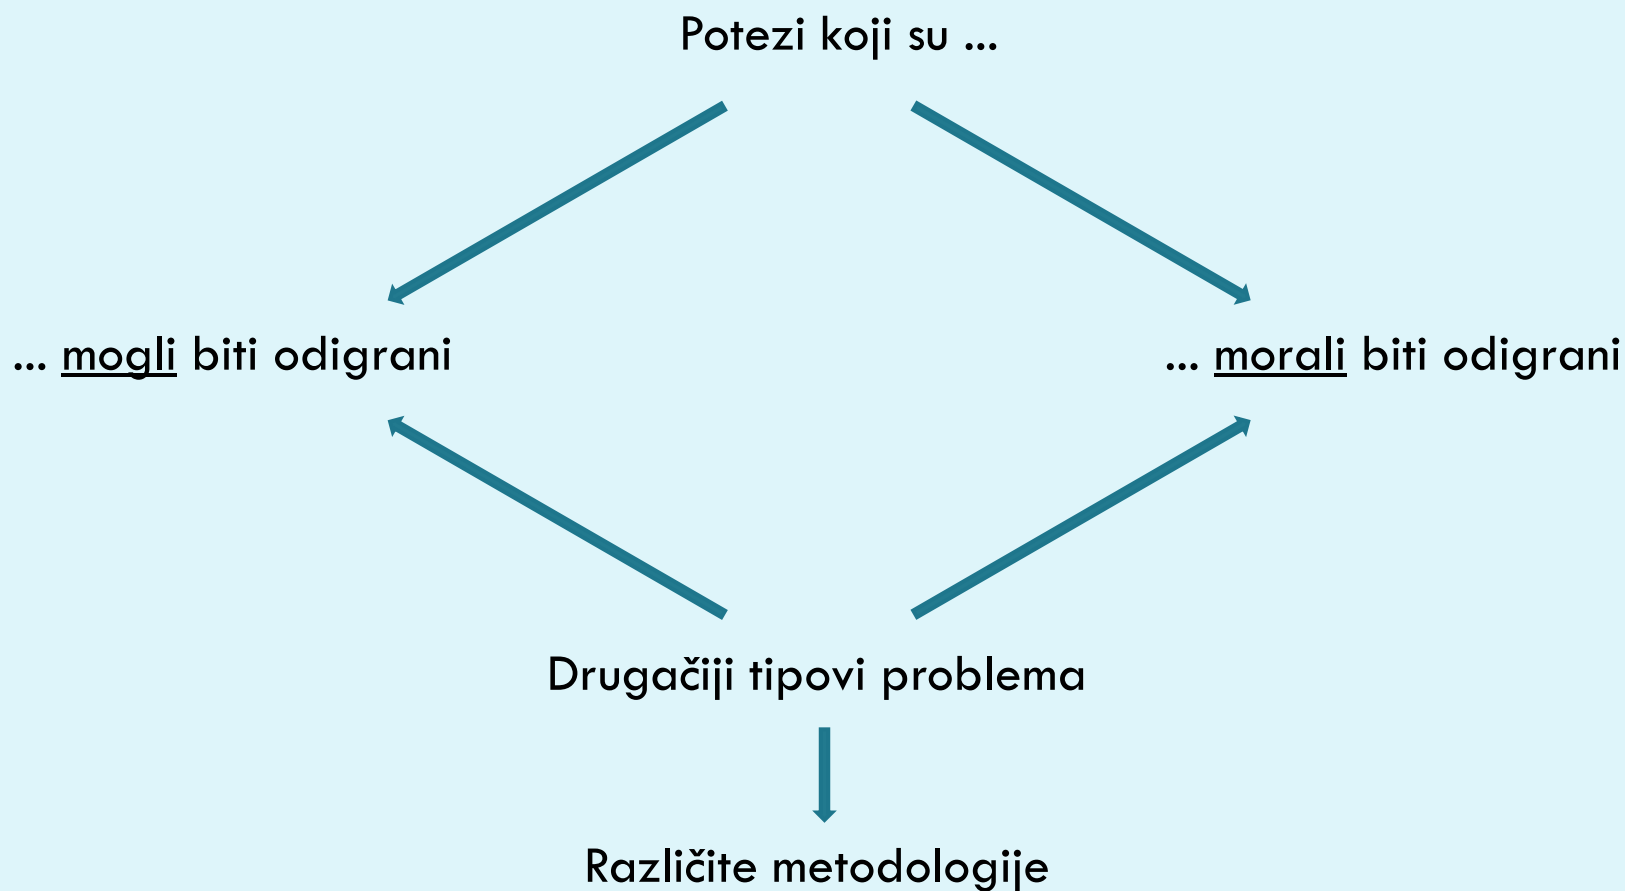 Potezi koji su ...
... mogli biti odigrani
... morali biti odigrani
Drugačiji tipovi problema
Različite metodologije